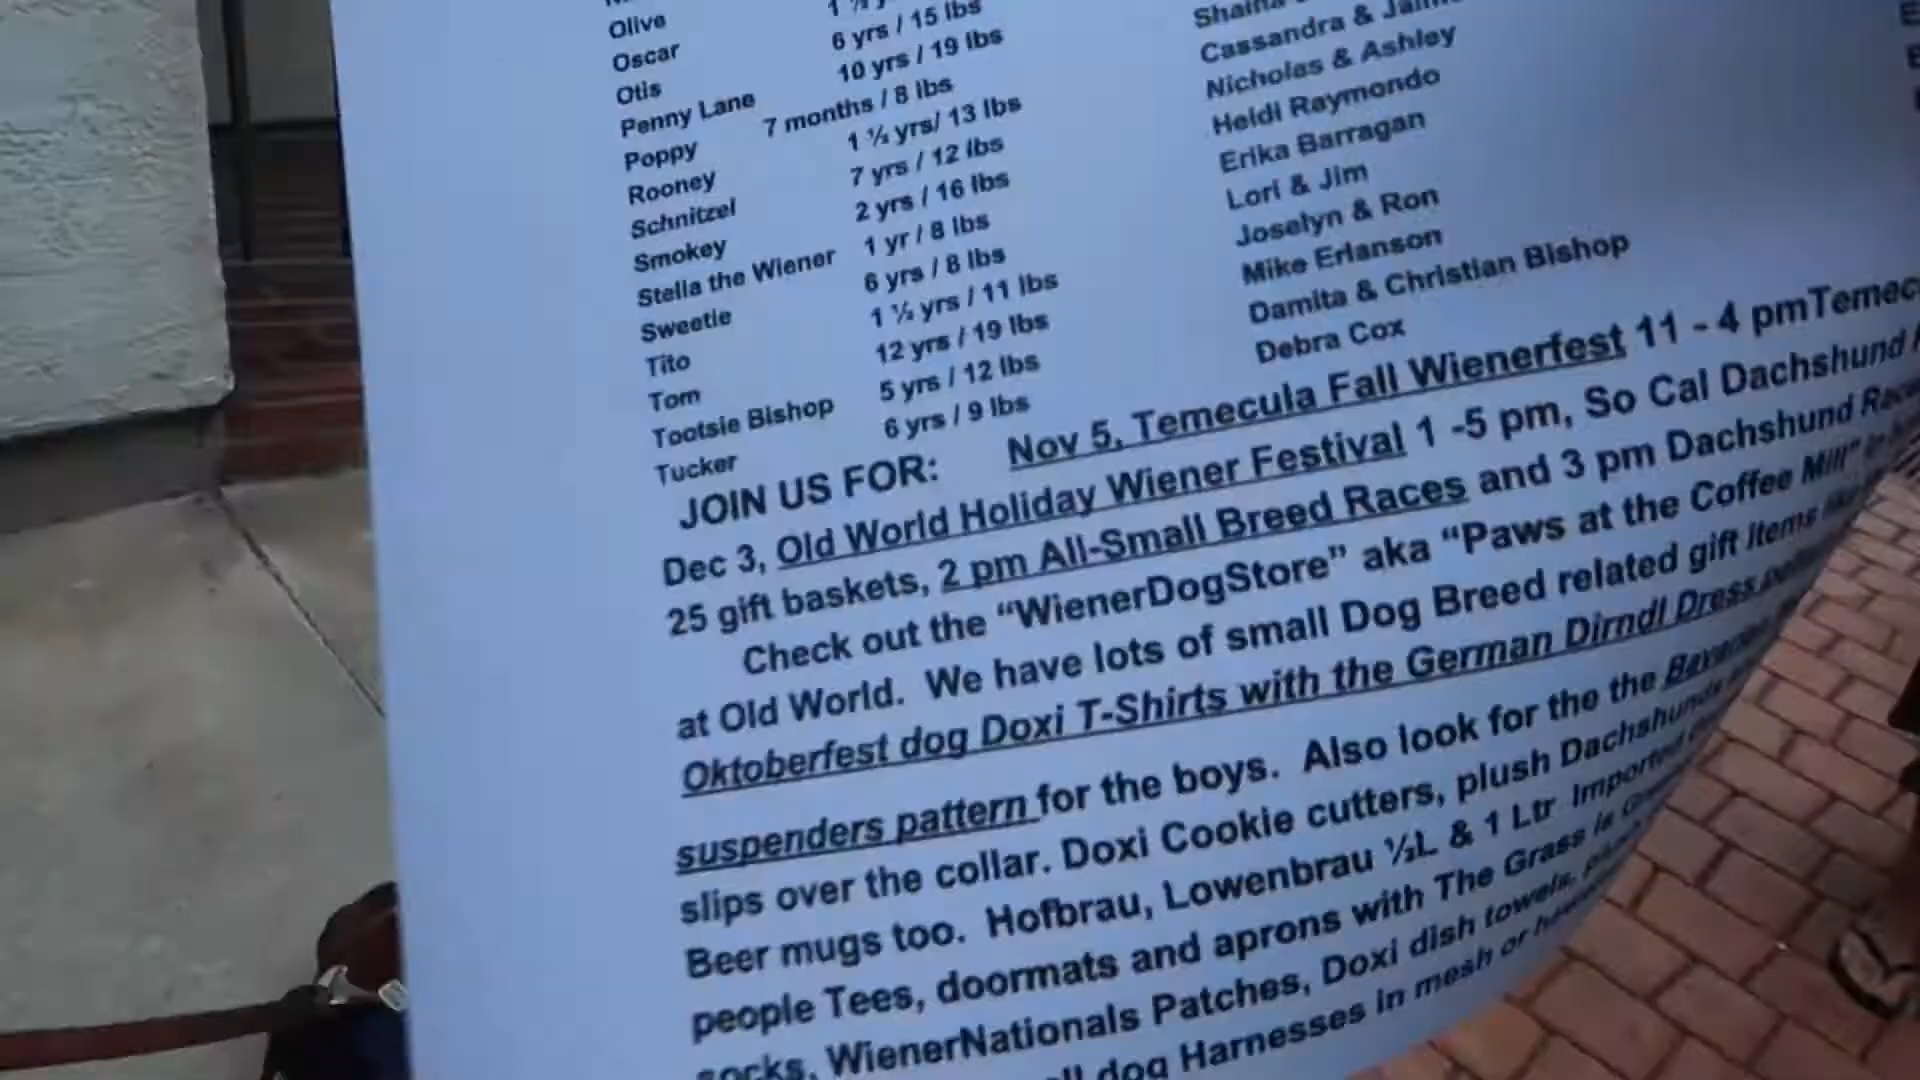 Olive
Oscar
Otis 6 yrs / 15 lbs
Penny Lane 10 yrs / 19 lbs
Poppy 7 months / 8 lbs Shaina
Rooney 1 ½ yrs/ 13 lbs Cassandra &
Schnitzel 7 yrs / 12 lbs Nicholas & Ashley
Smokey 2 yrs / 16 lbs Heidi Raymondo
Stella the Wiener 1 yr / 8 lbs Erika Barragan
Sweetie 6 yrs / 8 lbs Lori & Jim
Tito 1 ½ yrs / 11 lbs Joselyn & Ron
Tom 12 yrs / 19 lbs Mike Erlanson
Tootsie Bishop 5 yrs / 12 lbs Damita & Christian Bishop
Tucker 6 yrs / 9 lbs Debra Cox
JOIN US FOR: Nov 5, Temecula Fall Wienerfest 11 - 4 pm
Dec 3, Old World Holiday Wiener Festival 1 -5 pm, So Cal Dachshund
25 gift baskets, 2 pm All-Small Breed Races and 3 pm Dachshund
Check out the “WienerDogStore” aka “Paws at the Coffee Mill”
at Old World. We have lots of small Dog Breed related gift items
Oktoberfest dog Doxi T-Shirts with the German Dirndl Dress
suspenders pattern for the boys. Also look for the the
slips over the collar. Doxi Cookie cutters, plush Dachshunds
Beer mugs too. Hofbrau, Lowenbrau ½L & 1 Ltr Imported
people Tees, doormats and aprons with The Grass is
socks, WienerNationals Patches, Doxi dish towels,
dog Harnesses in mesh or